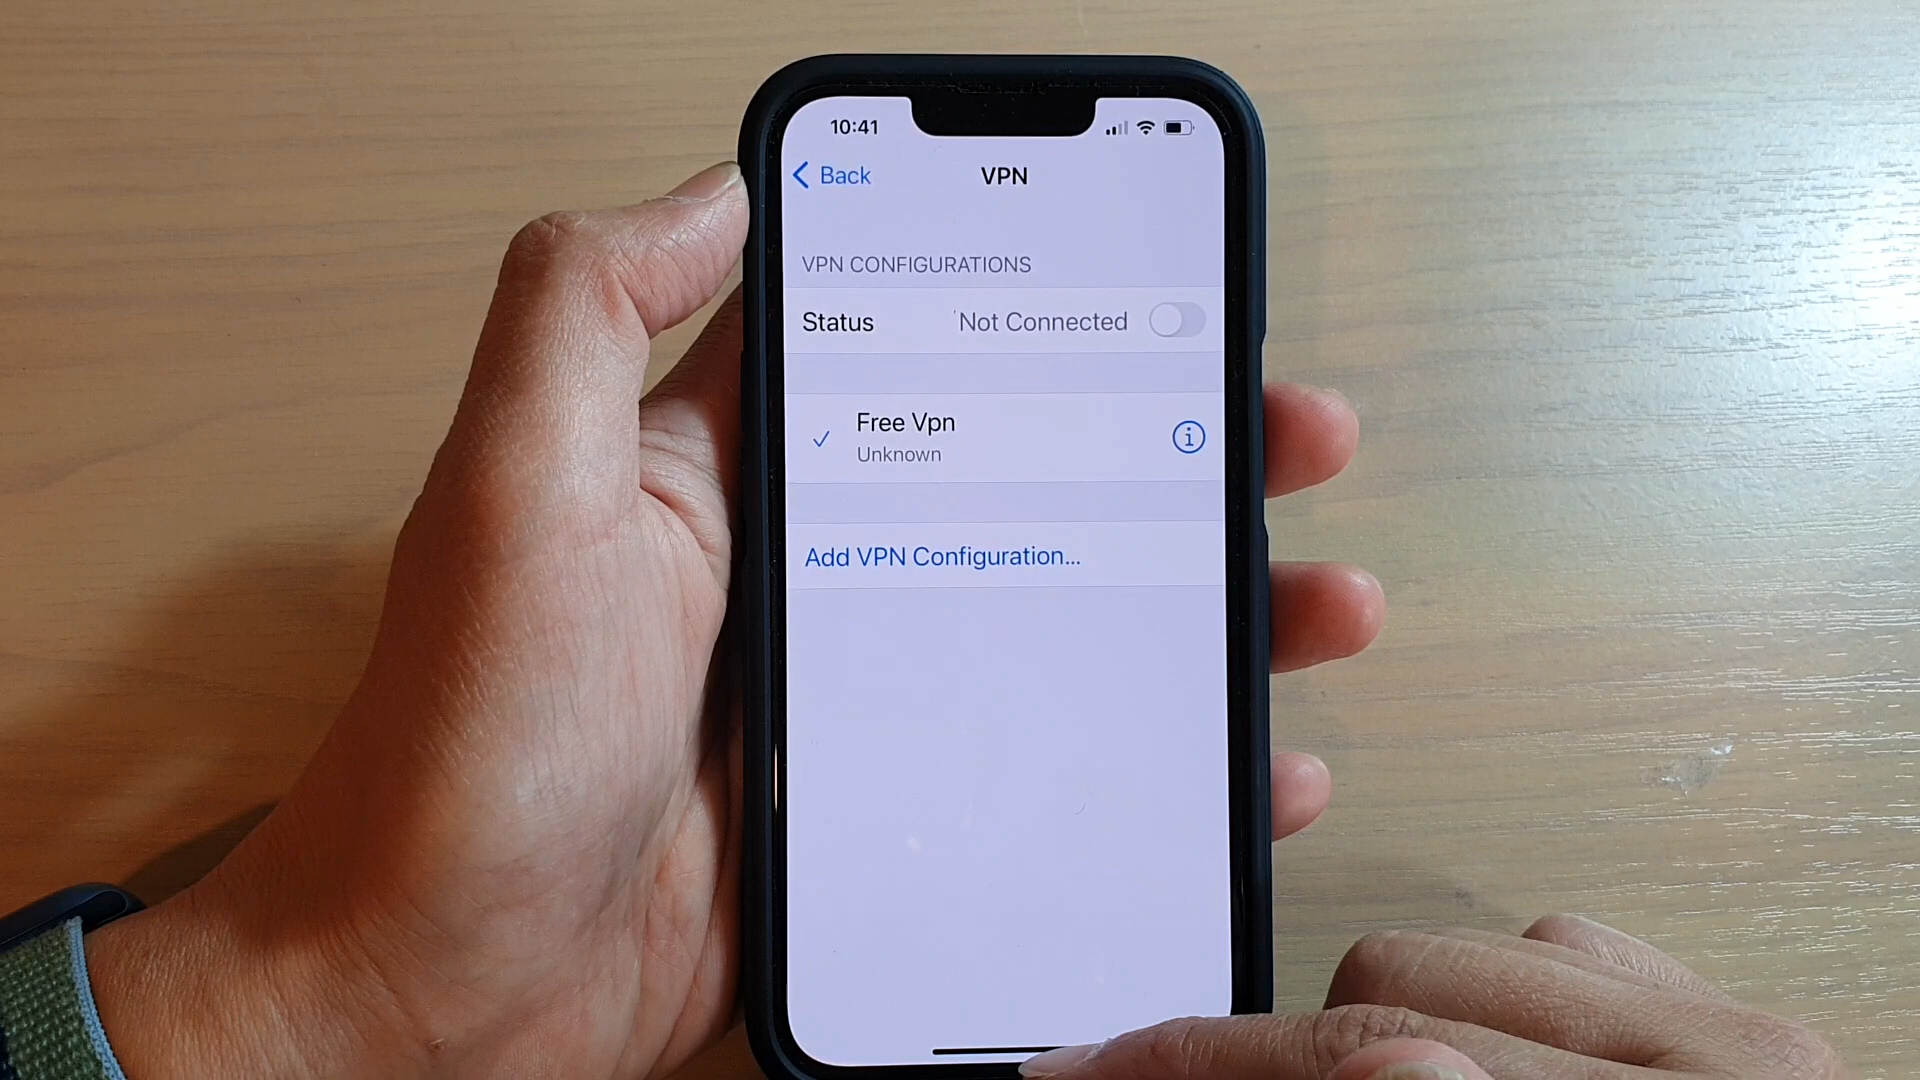 10:41
Back
VPN
VPN CONFIGURATIONS
Status Not Connected
Free Vpn
Unknown
Add VPN Configuration...